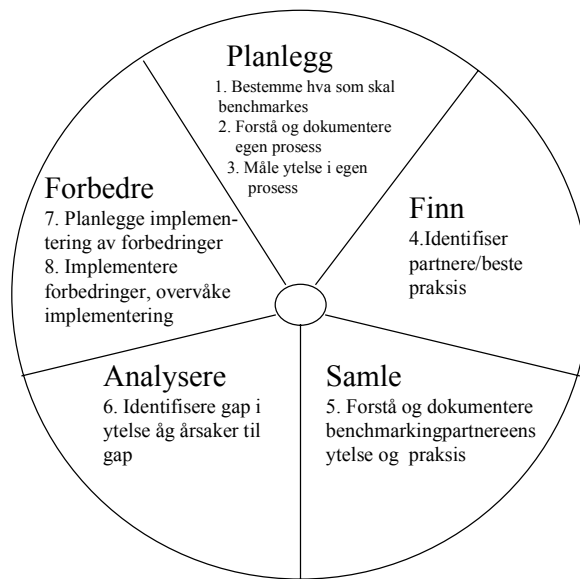 Planlegg
1. Bestemme hva som skal
benchmarkes
2. Forstå og dokumentere
egen prosess
3. Måle ytelse i egen
prosess
Finn
4.Identifiser
partnere/beste
praksis
Samle
5. Forstå og dokumentere
benchmarkingpartnereens
ytelse og praksis
Analysere
6. Identifisere gap i
ytelse åg årsaker til
gap
Forbedre
7. Planlegge implemen-
tering av forbedringer
8. Implementere
forbedringer, overvåke
implementering